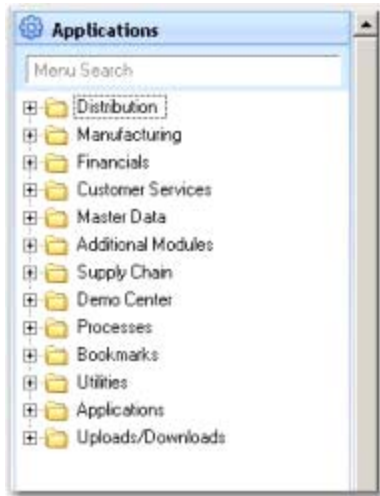 Applications
Menu Search
Distribution
Manufacturing
Financials
Customer Services
Master Data
Additional Modules
Supply Chain
Demo Center
Processes
Bookmarks
Utilities
Applications
Uploads/Downloads